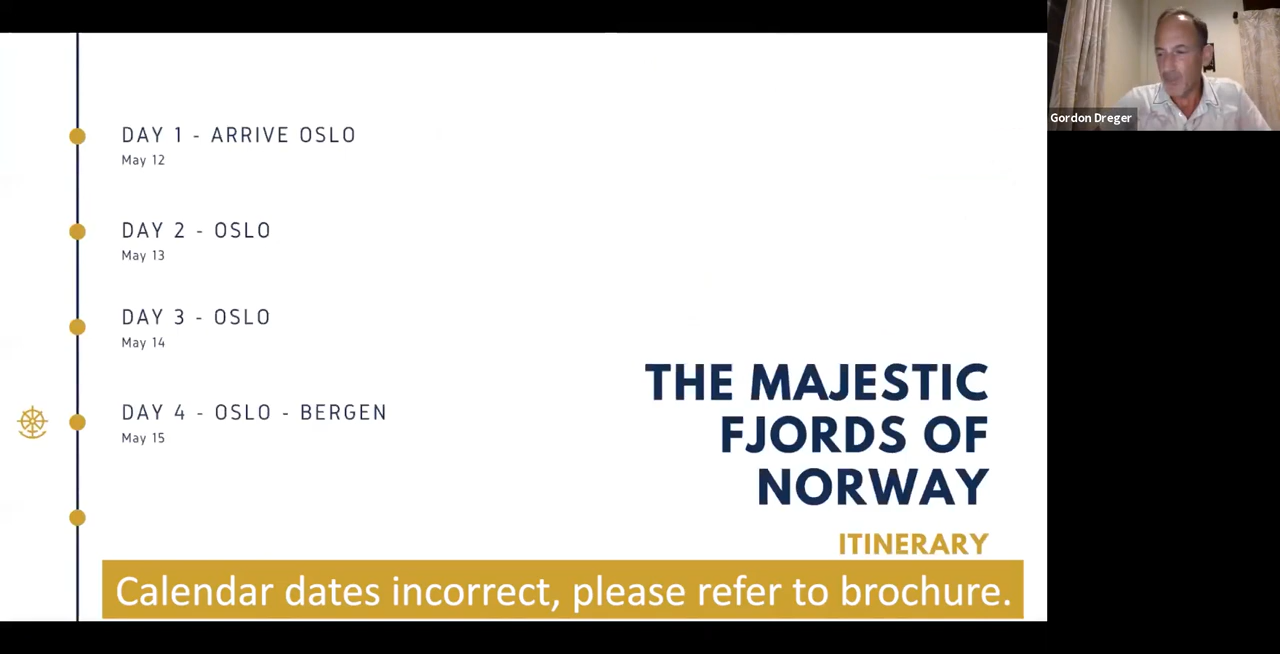 DAY 1 - ARRIVE OSLO
May 12
DAY 2 - OSLO
May 13
DAY 3 - OSLO
May 14
DAY 4 - OSLO - BERGEN
May 15
THE MAJESTIC
FJORDS OF
NORWAY
ITINERARY
Calendar dates incorrect, please refer to brochure.
Gordon Dreger